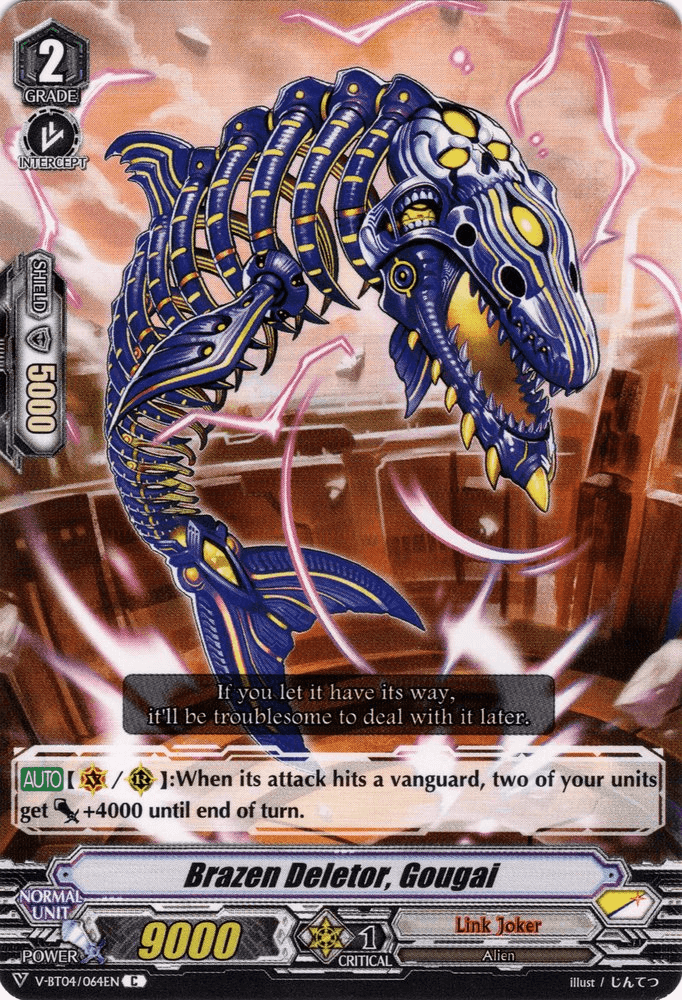 2
GRADE
INTERCEPT
SHIELD
5000
If you let it have its way,
it'll be troublesome to deal with it later.
AUTO【 V / R 】:When its attack hits a vanguard, two of your units
get +4000 until end of turn.
Brazen Deletor, Gougai
NORMAL
UNIT
POWER
9000
1
CRITICAL
Link Joker
Alien
V-BT04/064EN C
illust / じんてつ